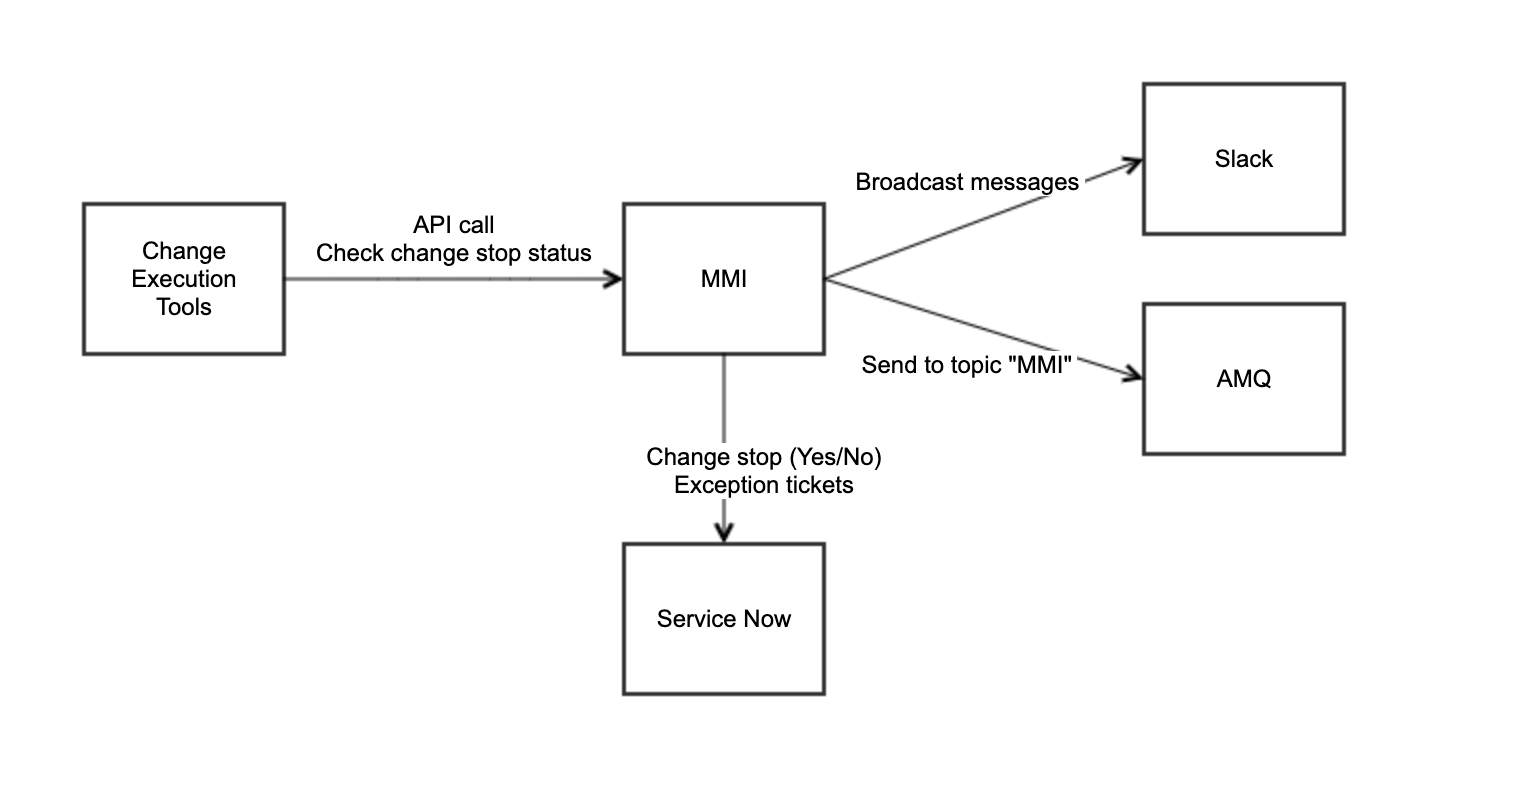 Slack
Broadcast messages
API call
Check change stop status
Change
Execution
Tools
MMI
Send to topic "MMI"
AMQ
Change stop (Yes/No)
Exception tickets
Service Now